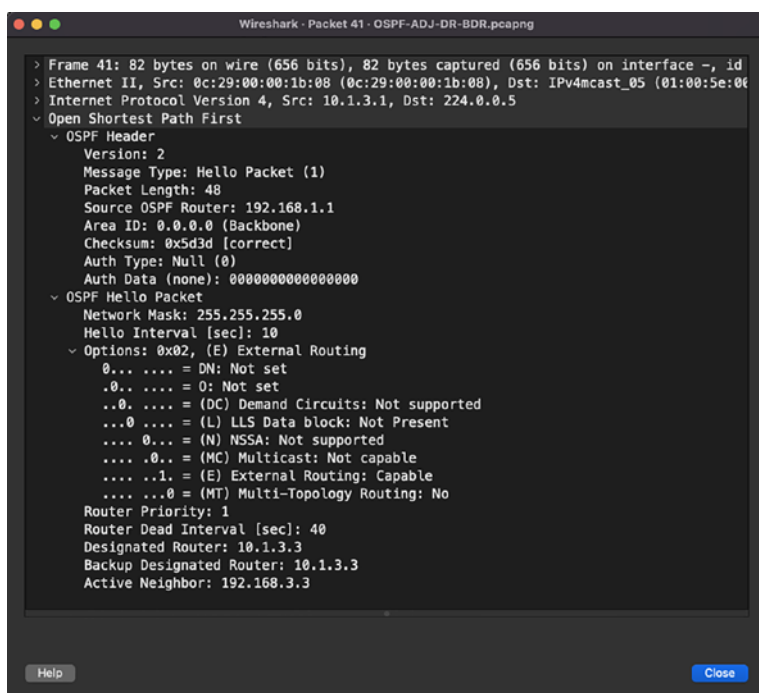 Wireshark · Packet 41 · OSPF-ADJ-DR-BDR.pcapng
Frame 41: 82 bytes on wire (656 bits), 82 bytes captured (656 bits) on interface -, id
Ethernet II, Src: 0c:29:00:00:1b:08 (0c:29:00:00:1b:08), Dst: IPv4mcast_05 (01:00:5e:00
Internet Protocol Version 4, Src: 10.1.3.1, Dst: 224.0.0.5
Open Shortest Path First
OSPF Header
Version: 2
Message Type: Hello Packet (1)
Packet Length: 48
Source OSPF Router: 192.168.1.1
Area ID: 0.0.0.0 (Backbone)
Checksum: 0x5d3d [correct]
Auth Type: Null (0)
Auth Data (none): 0000000000000000
OSPF Hello Packet
Network Mask: 255.255.255.0
Hello Interval [sec]: 10
Options: 0x02, (E) External Routing
0... .... = DN: Not set
.0.. .... = O: Not set
..0. .... = (DC) Demand Circuits: Not supported
...0 .... = (L) LLS Data block: Not Present
.... 0... = (N) NSSA: Not supported
.... .0.. = (MC) Multicast: Not capable
.... ..1. = (E) External Routing: Capable
.... ...0 = (MT) Multi-Topology Routing: No
Router Priority: 1
Router Dead Interval [sec]: 40
Designated Router: 10.1.3.3
Backup Designated Router: 10.1.3.3
Active Neighbor: 192.168.3.3
Help
Close